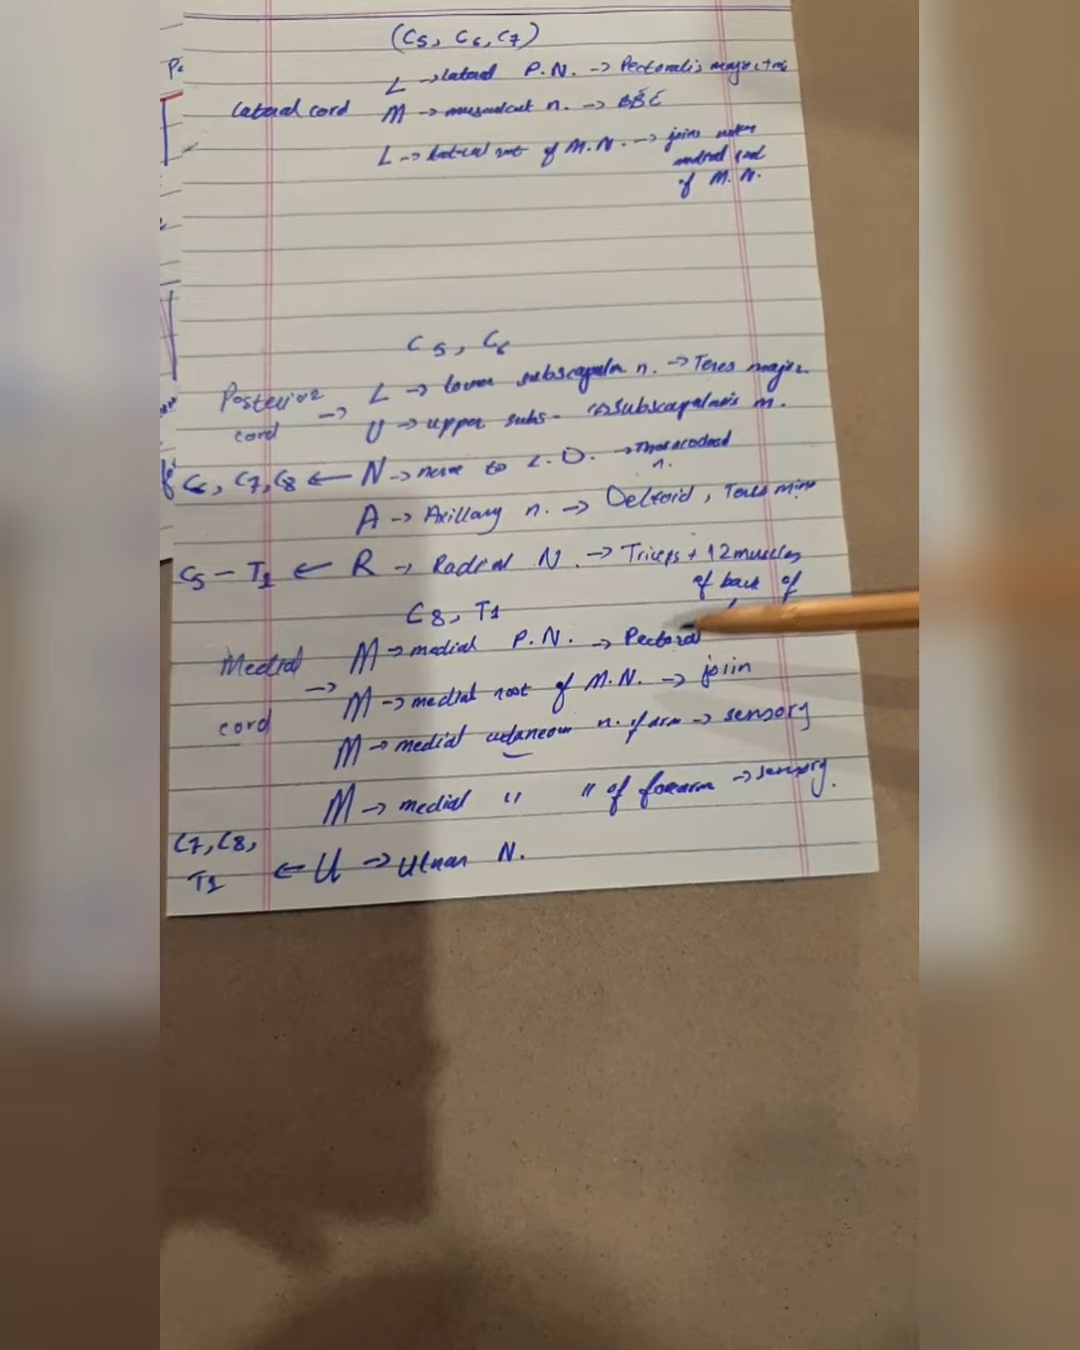 (C5, C6, C7)
L → lateral P.N. → Pectoralis major
Lateral cord M → n. → BBC
L → lateral root of M.N. → joins
medial root
of M.N.
C5, C6
Posterior cord → L → lower subscapular n. → Teres major
U → upper subs- → subscapularis m.
C6, C7, C8 ← N → nerve to L.D. → Thoracodosal n.
A → Axillary n. → Deltoid, Teres minor
C5 - T1 ← R → Radial N. → Triceps + 12 muscles
of back of
C8, T1
Medial cord → M → medial P.N. → Pectoral
M → medial root of M.N. → join
M → medial cutaneous n. of arm → sensory
M → medial " " of forearm → sensory.
C7, C8, T1 ← U → Ulnar N.